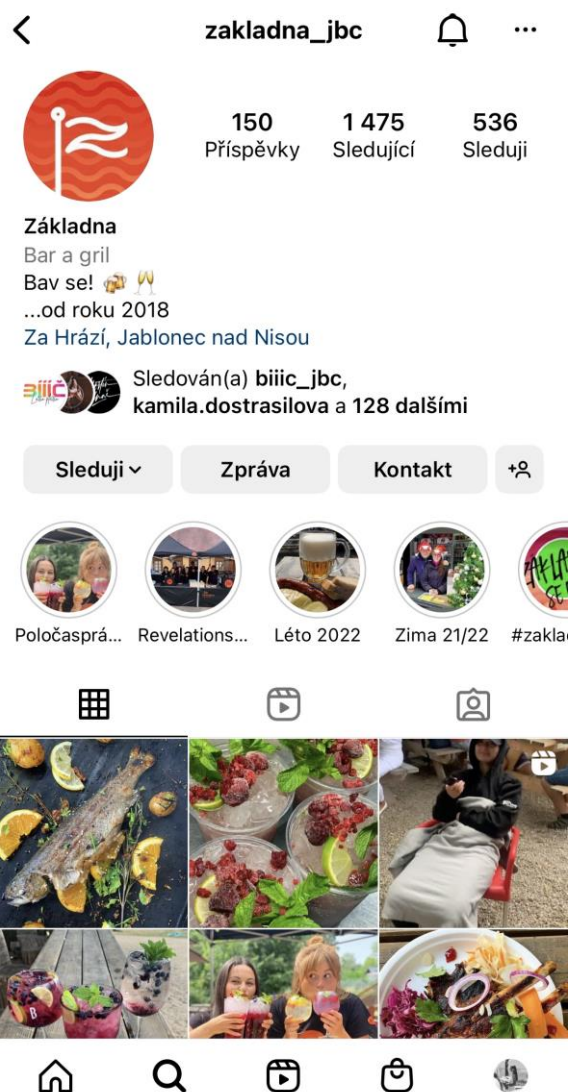 zakladna_jbc
150
1 475
536
Příspěvky
Sledující
Sleduji
Základna
Bar a gril
Bav se! 🍻 🥂
...od roku 2018
Za Hrází, Jablonec nad Nisou
Sledován(a) biiic_jbc,
kamila.dostrasilova a 128 dalšími
Sleduji
Zpráva
Kontakt
Poločasprá...
Revelations...
Léto 2022
Zima 21/22
#zaklad